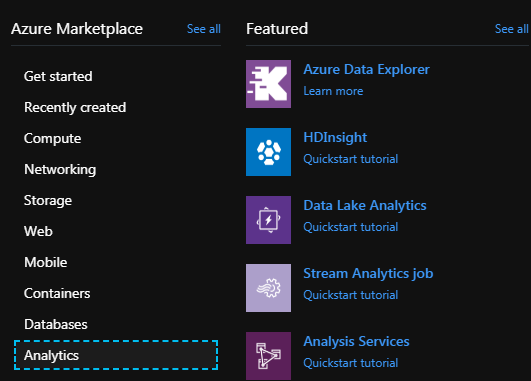 Azure Marketplace
See all
Get started
Recently created
Compute
Networking
Storage
Web
Mobile
Containers
Databases
Analytics
Featured
See all
Azure Data Explorer
Learn more
HDInsight
Quickstart tutorial
Data Lake Analytics
Quickstart tutorial
Stream Analytics job
Quickstart tutorial
Analysis Services
Quickstart tutorial